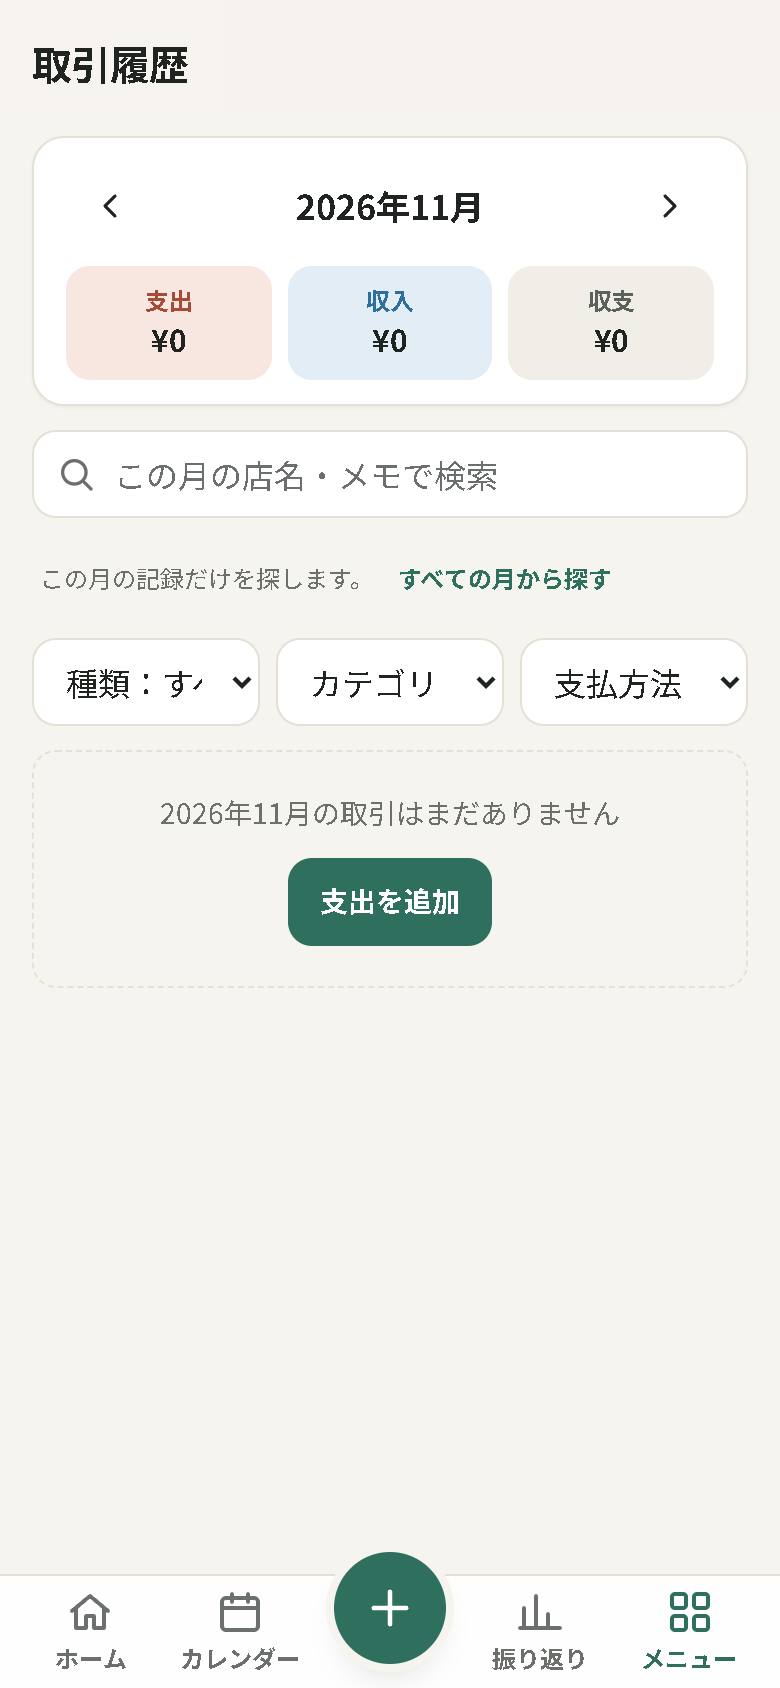 取引履歴
2026年11月
支出 収入 収支
¥0 ¥0 ¥0
この月の店名・メモで検索
この月の記録だけを探します。 すべての月から探す
種類：す カテゴリ 支払方法
2026年11月の取引はまだありません
支出を追加
ホーム カレンダー 振り返り メニュー